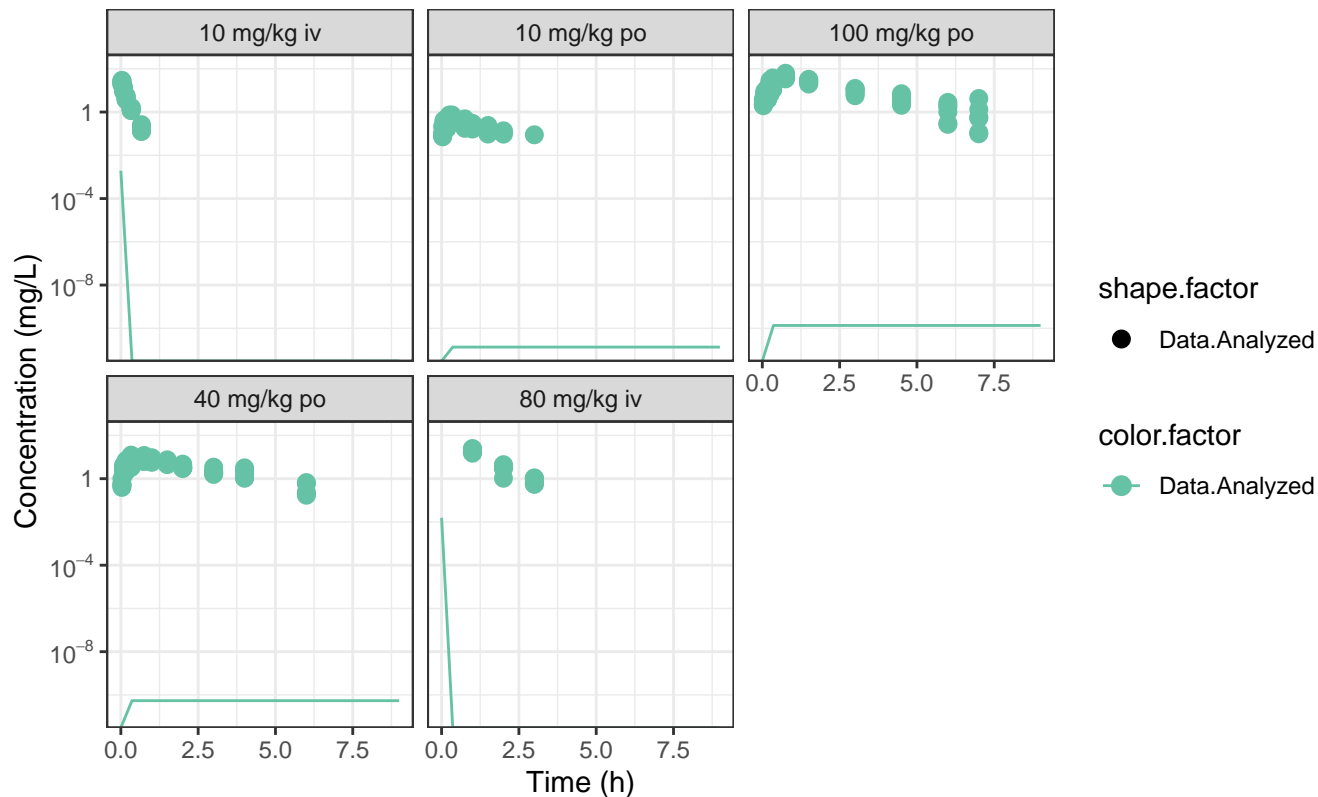 10 mg/kg iv
10 mg/kg po
100 mg/kg po
1
10⁻⁴
10⁻⁸
0.0 2.5 5.0 7.5
40 mg/kg po
80 mg/kg iv
1
10⁻⁴
10⁻⁸
0.0 2.5 5.0 7.5
0.0 2.5 5.0 7.5
Time (h)
Concentration (mg/L)
shape.factor
Data.Analyzed
color.factor
Data.Analyzed